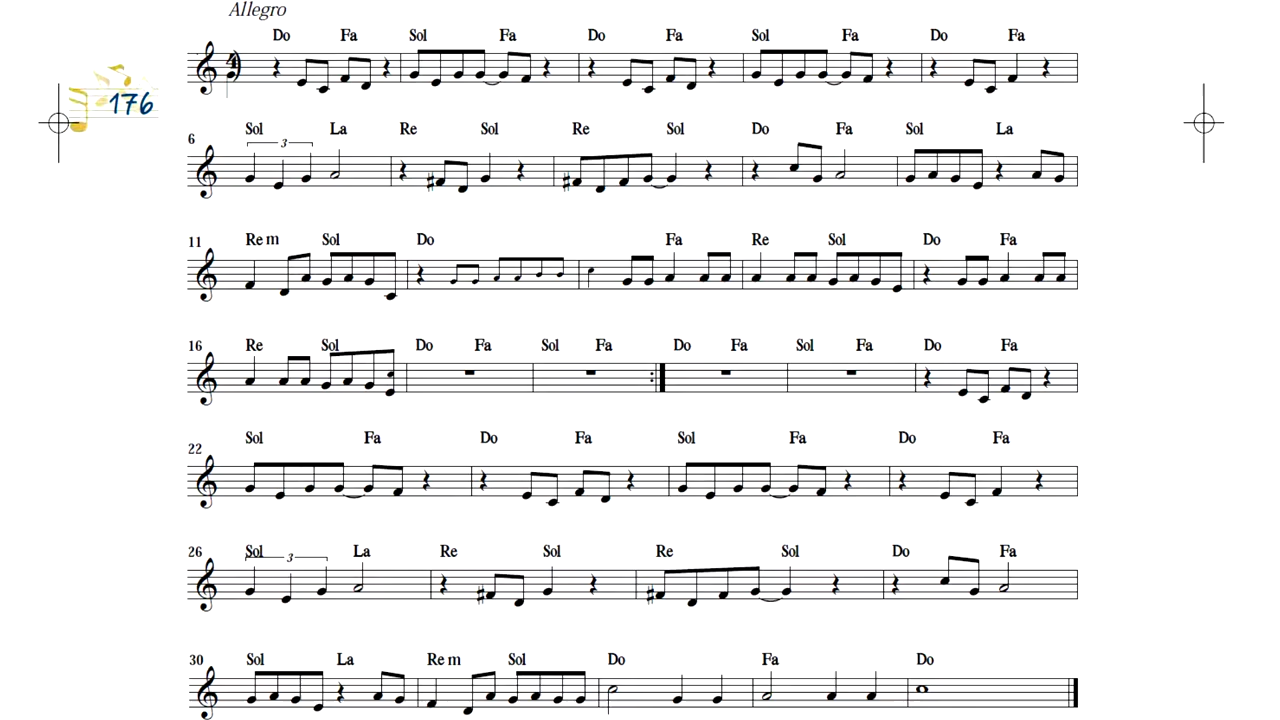 Allegro
Do Fa Sol Fa Do Fa Sol Fa Do Fa
176
6 Sol La Re Sol Re Sol Do Fa Sol La
3
11 Re m Sol Do Fa Re Sol Do Fa
16 Re Sol Do Fa Sol Fa Do Fa Sol Fa Do Fa
22 Sol Fa Do Fa Sol Fa Do Fa
26 Sol La Re Sol Re Sol Do Fa
3
30 Sol La Re m Sol Do Fa Do